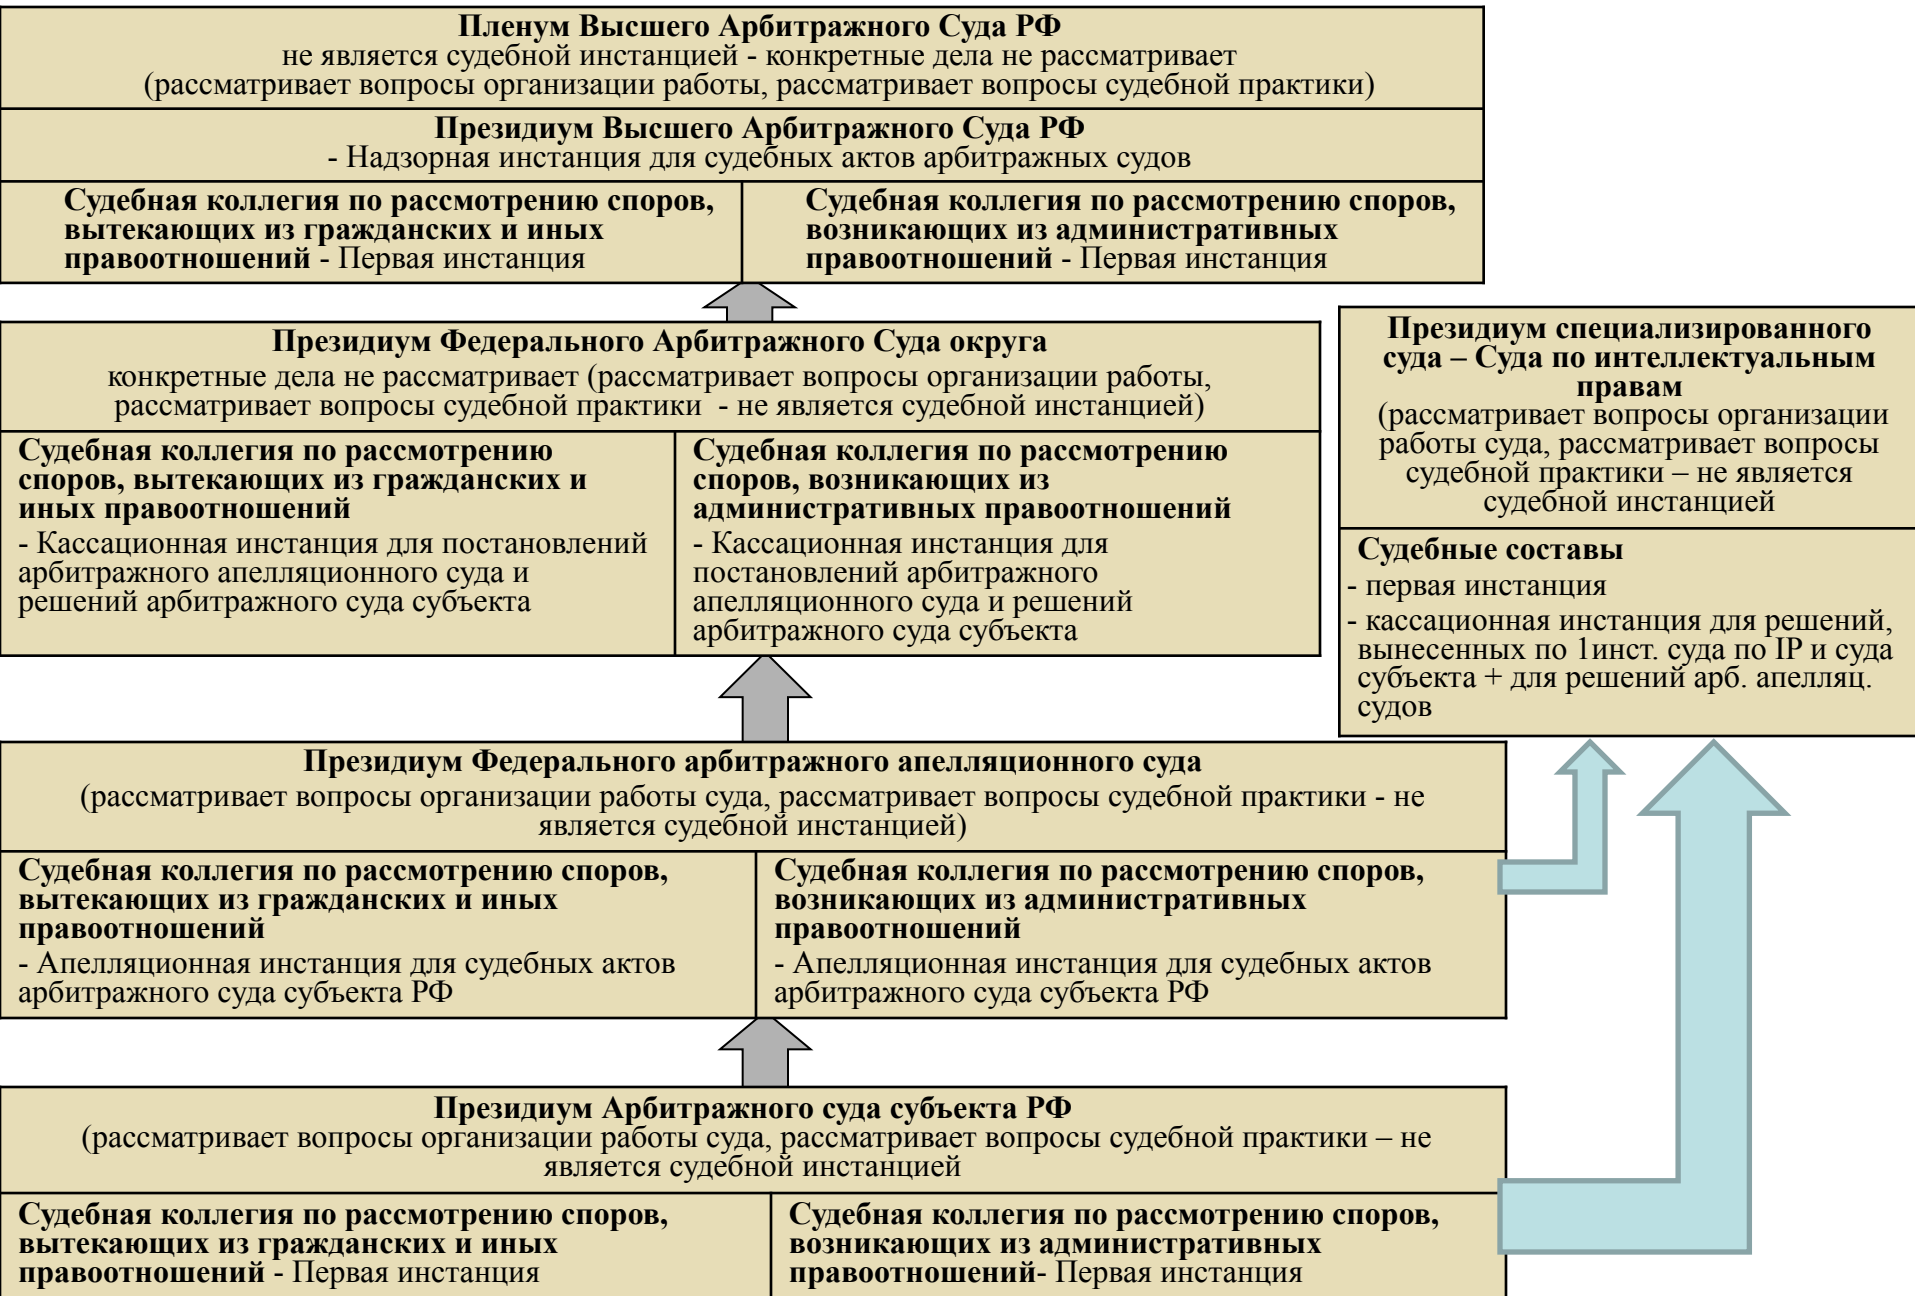 Пленум Высшего Арбитражного Суда РФ
не является судебной инстанцией - конкретные дела не рассматривает
(рассматривает вопросы организации работы, рассматривает вопросы судебной практики)
Президиум Высшего Арбитражного Суда РФ
- Надзорная инстанция для судебных актов арбитражных судов
Судебная коллегия по рассмотрению споров,
вытекающих из гражданских и иных
правоотношений - Первая инстанция
Судебная коллегия по рассмотрению споров,
возникающих из административных
правоотношений - Первая инстанция
Президиум Федерального Арбитражного Суда округа
конкретные дела не рассматривает (рассматривает вопросы организации работы,
рассматривает вопросы судебной практики - не является судебной инстанцией)
Судебная коллегия по рассмотрению
споров, вытекающих из гражданских и
иных правоотношений
- Кассационная инстанция для постановлений
арбитражного апелляционного суда и
решений арбитражного суда субъекта
Судебная коллегия по рассмотрению
споров, возникающих из
административных правоотношений
- Кассационная инстанция для
постановлений арбитражного
апелляционного суда и решений
арбитражного суда субъекта
Президиум специализированного
суда – Суда по интеллектуальным
правам
(рассматривает вопросы организации
работы суда, рассматривает вопросы
судебной практики – не является
судебной инстанцией
Судебные составы
- первая инстанция
- кассационная инстанция для решений,
вынесенных по 1инст. суда по IP и суда
субъекта + для решений арб. апелляц.
судов
Президиум Федерального арбитражного апелляционного суда
(рассматривает вопросы организации работы суда, рассматривает вопросы судебной практики - не
является судебной инстанцией)
Судебная коллегия по рассмотрению споров,
вытекающих из гражданских и иных
правоотношений
- Апелляционная инстанция для судебных актов
арбитражного суда субъекта РФ
Судебная коллегия по рассмотрению споров,
возникающих из административных
правоотношений
- Апелляционная инстанция для судебных актов
арбитражного суда субъекта РФ
Президиум Арбитражного суда субъекта РФ
(рассматривает вопросы организации работы суда, рассматривает вопросы судебной практики – не
является судебной инстанцией
Судебная коллегия по рассмотрению споров,
вытекающих из гражданских и иных
правоотношений - Первая инстанция
Судебная коллегия по рассмотрению споров,
возникающих из административных
правоотношений- Первая инстанция